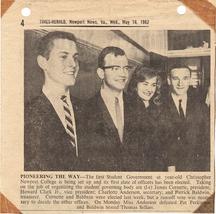 4 TIMES-HERALD, Newport News, Va., Wed., May 16, 1962
PIONEERING THE WAY—The first Student Government at year-old Christopher
Newport College is being set up and its first slate of officers has been elected. Taking
on the job of organizing the student governing body are (l-r) James Cornette, president,
Howard Clark Jr., vice president; Charlotte Anderson, secretary, and Patrick Baldwin,
treasurer. Cornette and Baldwin were elected last week, but a runoff vote was neces-
sary to decide the other offices. On Monday Miss Anderson defeated Pat
and Baldwin bested Thomas Sellars.